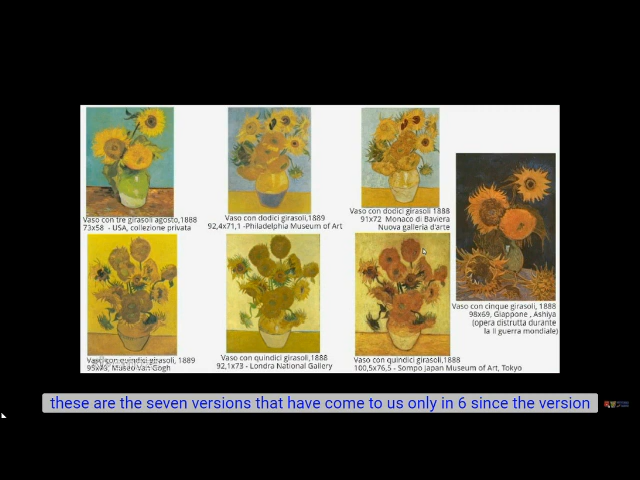 Vaso con tre girasoli agosto,1888
73x58 - USA, collezione privata
Vaso con dodici girasoli,1889
92,4x71,1 -Philadelphia Museum of Art
Vaso con dodici girasoli 1888
91x72 Monaco di Baviera
Nuova galleria d'arte
Vaso con cinque girasoli, 1888
98x69, Giappone , Ashiya
(opera distrutta durante
la II guerra mondiale)
Vaso con quindici girasoli, 1889
95x73, Museo Van Gogh
Vaso con quindici girasoli,1888
92,1x73 - Londra National Gallery
Vaso con quindici girasoli,1888
100,5x76,5 - Sompo Japan Museum of Art, Tokyo
these are the seven versions that have come to us only in 6 since the version